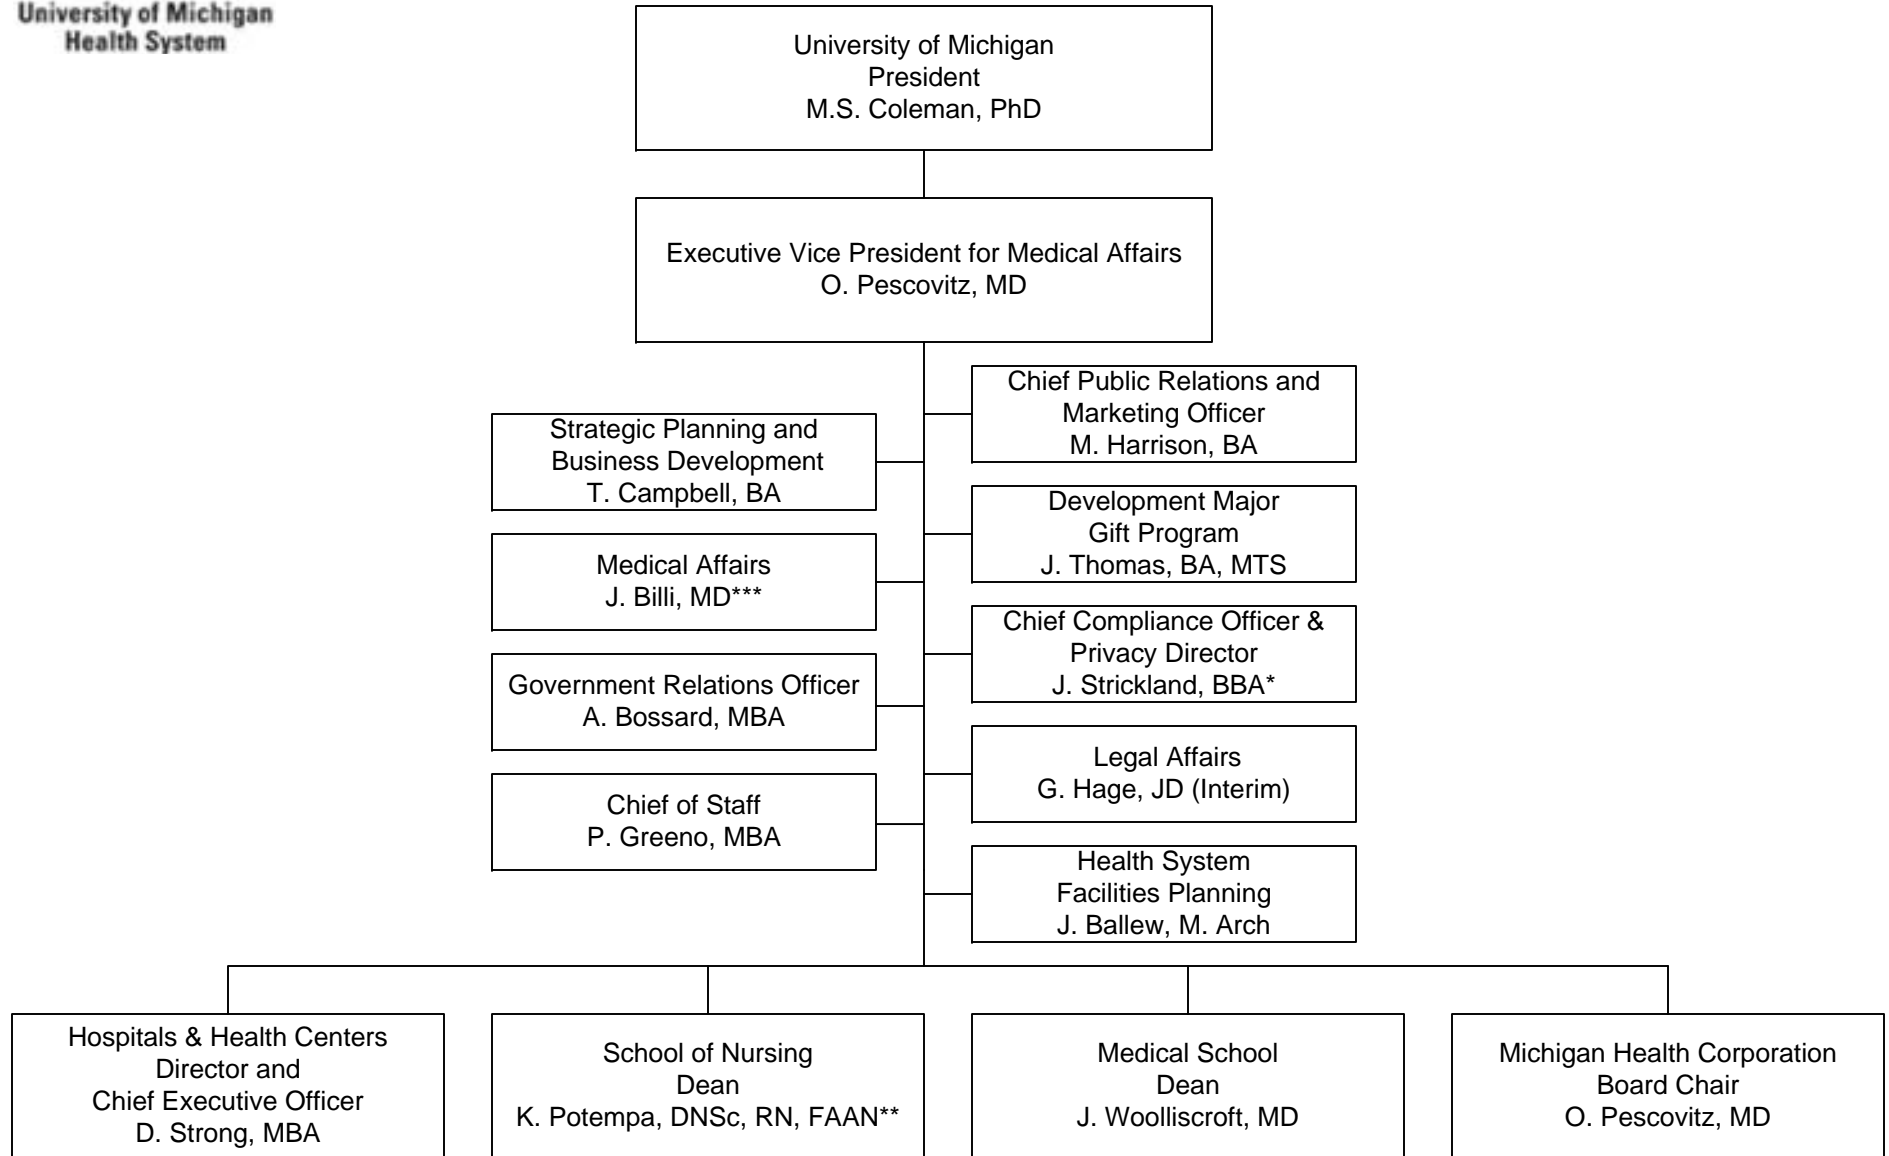 University of Michigan
Health System
University of Michigan
President
M.S. Coleman, PhD
Executive Vice President for Medical Affairs
O. Pescovitz, MD
Chief Public Relations and
Marketing Officer
M. Harrison, BA
Strategic Planning and
Business Development
T. Campbell, BA
Development Major
Gift Program
J. Thomas, BA, MTS
Medical Affairs
J. Billi, MD***
Chief Compliance Officer &
Privacy Director
J. Strickland, BBA*
Government Relations Officer
A. Bossard, MBA
Legal Affairs
G. Hage, JD (Interim)
Chief of Staff
P. Greeno, MBA
Health System
Facilities Planning
J. Ballew, M. Arch
Hospitals & Health Centers
Director and
Chief Executive Officer
D. Strong, MBA
School of Nursing
Dean
K. Potempa, DNSc, RN, FAAN**
Medical School
Dean
J. Woolliscroft, MD
Michigan Health Corporation
Board Chair
O. Pescovitz, MD